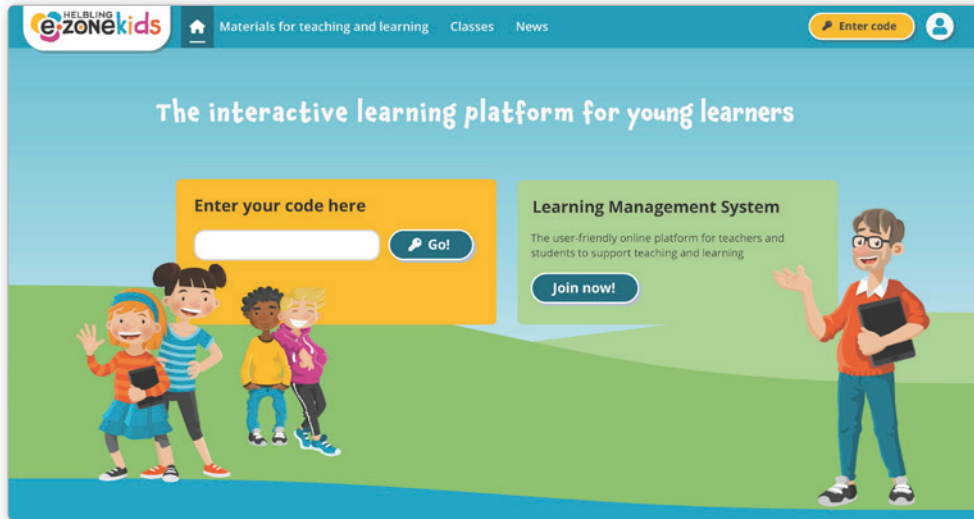 HELBLING
e·zone kids
Materials for teaching and learning
Classes
News
Enter code
The interactive learning platform for young learners
Enter your code here
Go!
Learning Management System
The user-friendly online platform for teachers and
students to support teaching and learning
Join now!